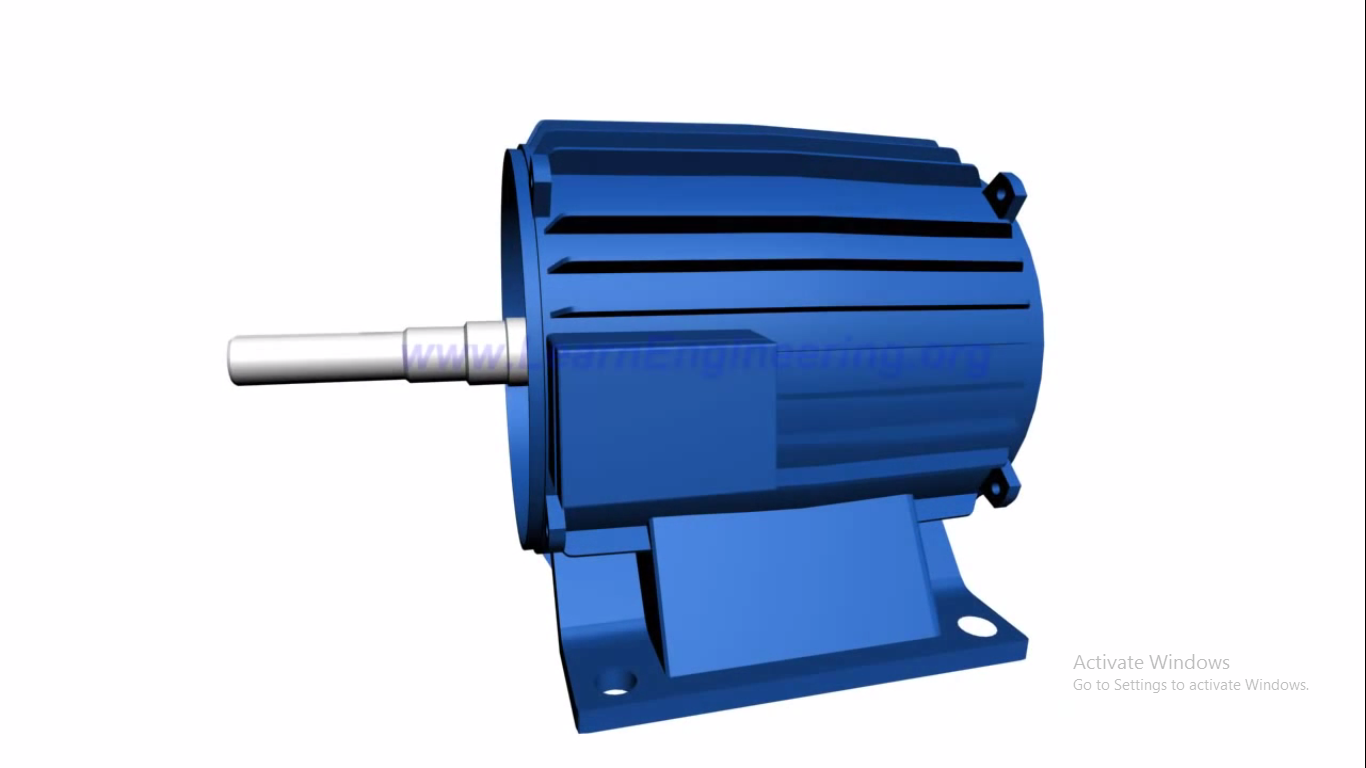 www.LearnEngineering.org
Activate Windows
Go to Settings to activate Windows.